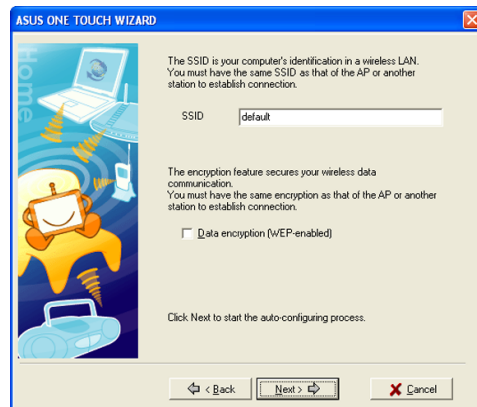 ASUS ONE TOUCH WIZARD
Home
The SSID is your computer's identification in a wireless LAN.
You must have the same SSID as that of the AP or another
station to establish connection.
SSID
default
The encryption feature secures your wireless data
communication.
You must have the same encryption as that of the AP or another
station to establish connection.
Data encryption (WEP-enabled)
Click Next to start the auto-configuring process.
< Back
Next >
Cancel